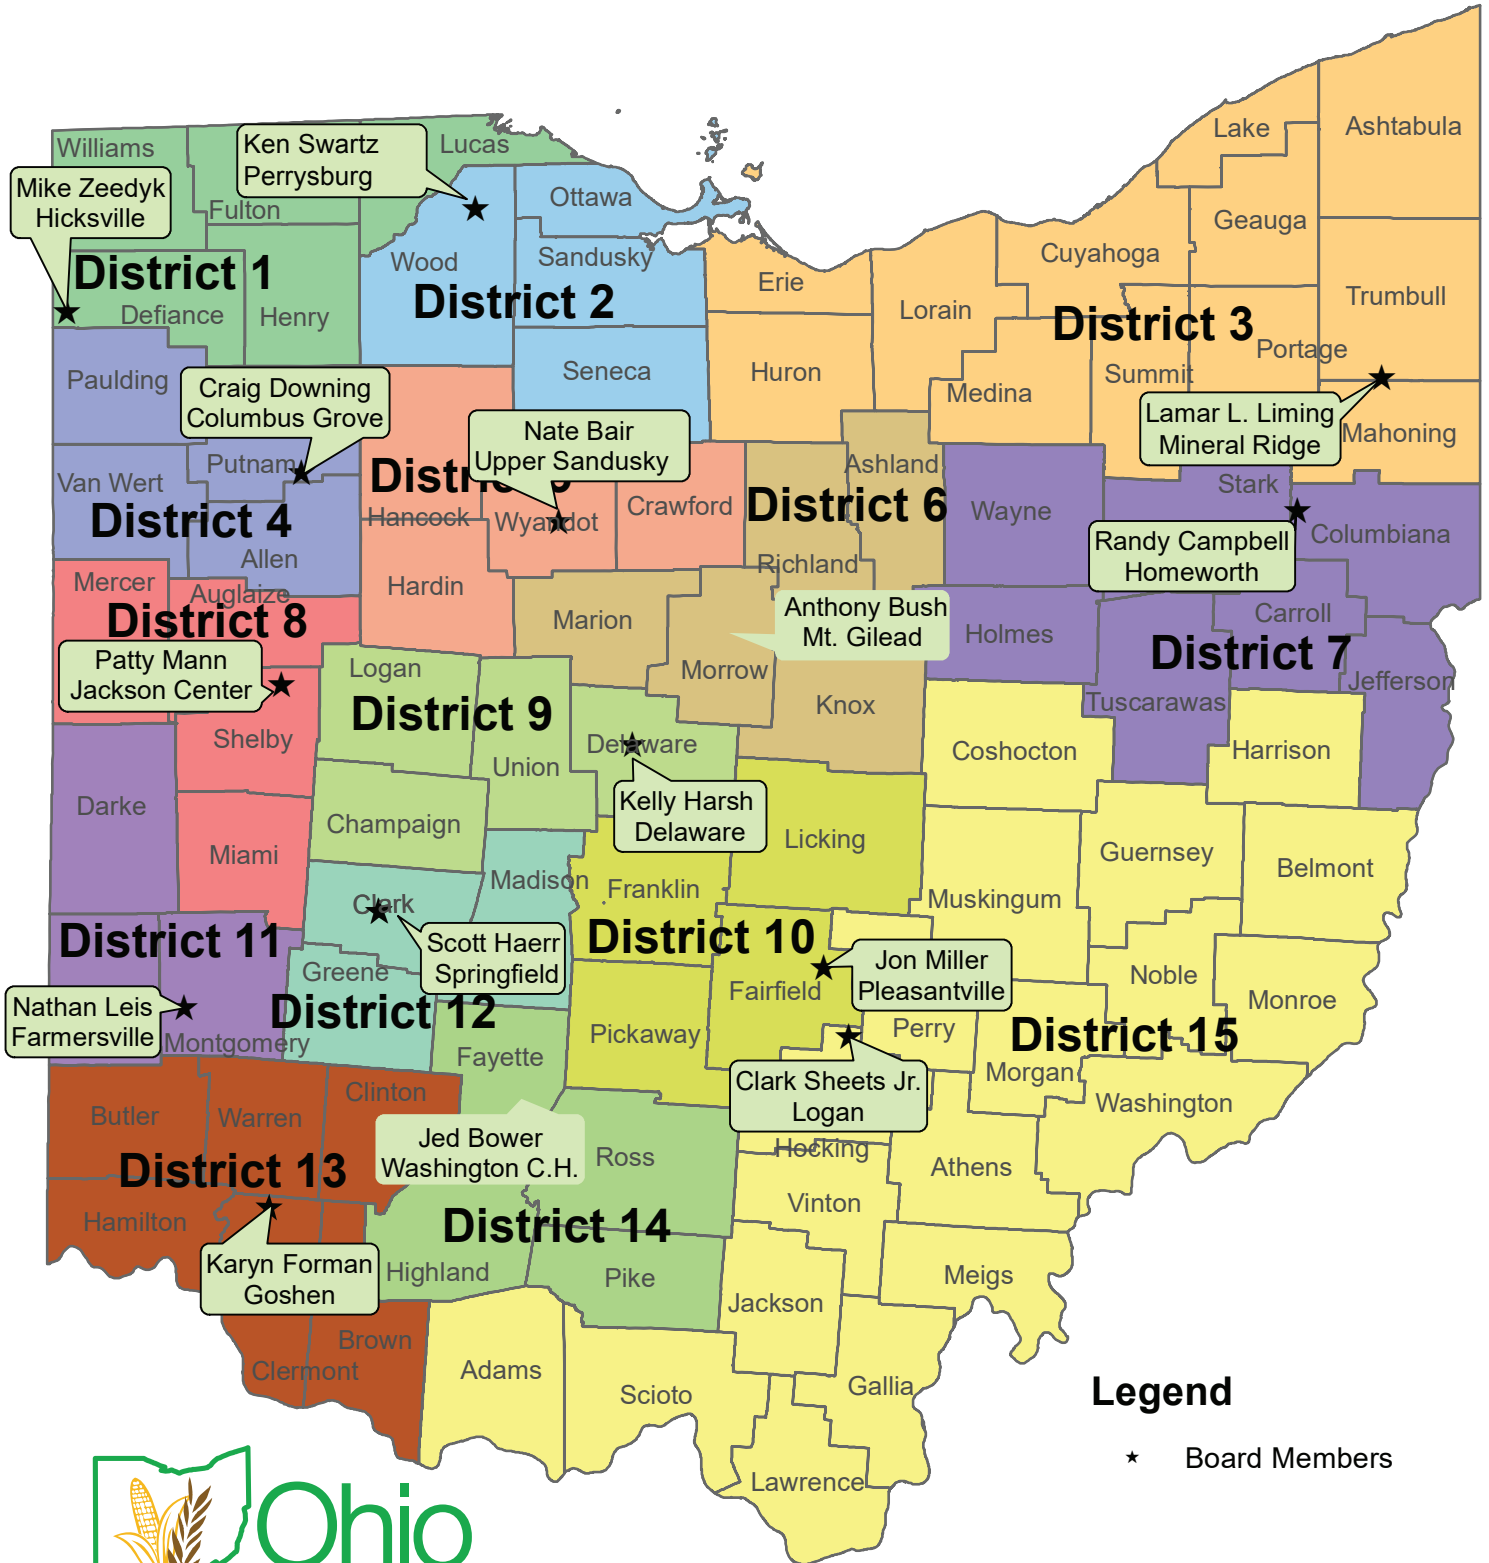 Lake
Ashtabula
Williams
Ken Swartz
Perrysburg
Lucas
Mike Zeedyk
Hicksville
Fulton
Ottawa
Geauga
Wood
Sandusky
Cuyahoga
District 1
District 2
Erie
Lorain
Trumbull
Defiance
Henry
District 3
Portage
Paulding
Seneca
Huron
Medina
Summit
Craig Downing
Columbus Grove
Lamar L. Liming
Mineral Ridge
Mahoning
Nate Bair
Upper Sandusky
Putnam
Ashland
Van Wert
Stark
Crawford
District 6
Wayne
Hancock
Wyandot
District 4
Columbiana
Randy Campbell
Homeworth
Allen
Richland
Mercer
Auglaize
Hardin
District 8
Marion
Anthony Bush
Mt. Gilead
Holmes
Carroll
District 7
Patty Mann
Jackson Center
Logan
Morrow
Jefferson
District 9
Knox
Tuscarawas
Shelby
Delaware
Coshocton
Harrison
Union
Darke
Kelly Harsh
Delaware
Champaign
Licking
Miami
Guernsey
Belmont
Madison
Franklin
Muskingum
Clark
District 11
District 10
Scott Haerr
Springfield
Greene
Jon Miller
Pleasantville
Fairfield
Noble
Monroe
Nathan Leis
Farmersville
District 12
Montgomery
Pickaway
Perry
District 15
Fayette
Morgan
Clark Sheets Jr.
Logan
Clinton
Butler
Warren
Washington
Jed Bower
Washington C.H.
Ross
Hocking
District 13
Athens
Vinton
Hamilton
District 14
Karyn Forman
Goshen
Highland
Pike
Meigs
Jackson
Brown
Clermont
Adams
Scioto
Gallia
Legend
Board Members
Lawrence
Ohio